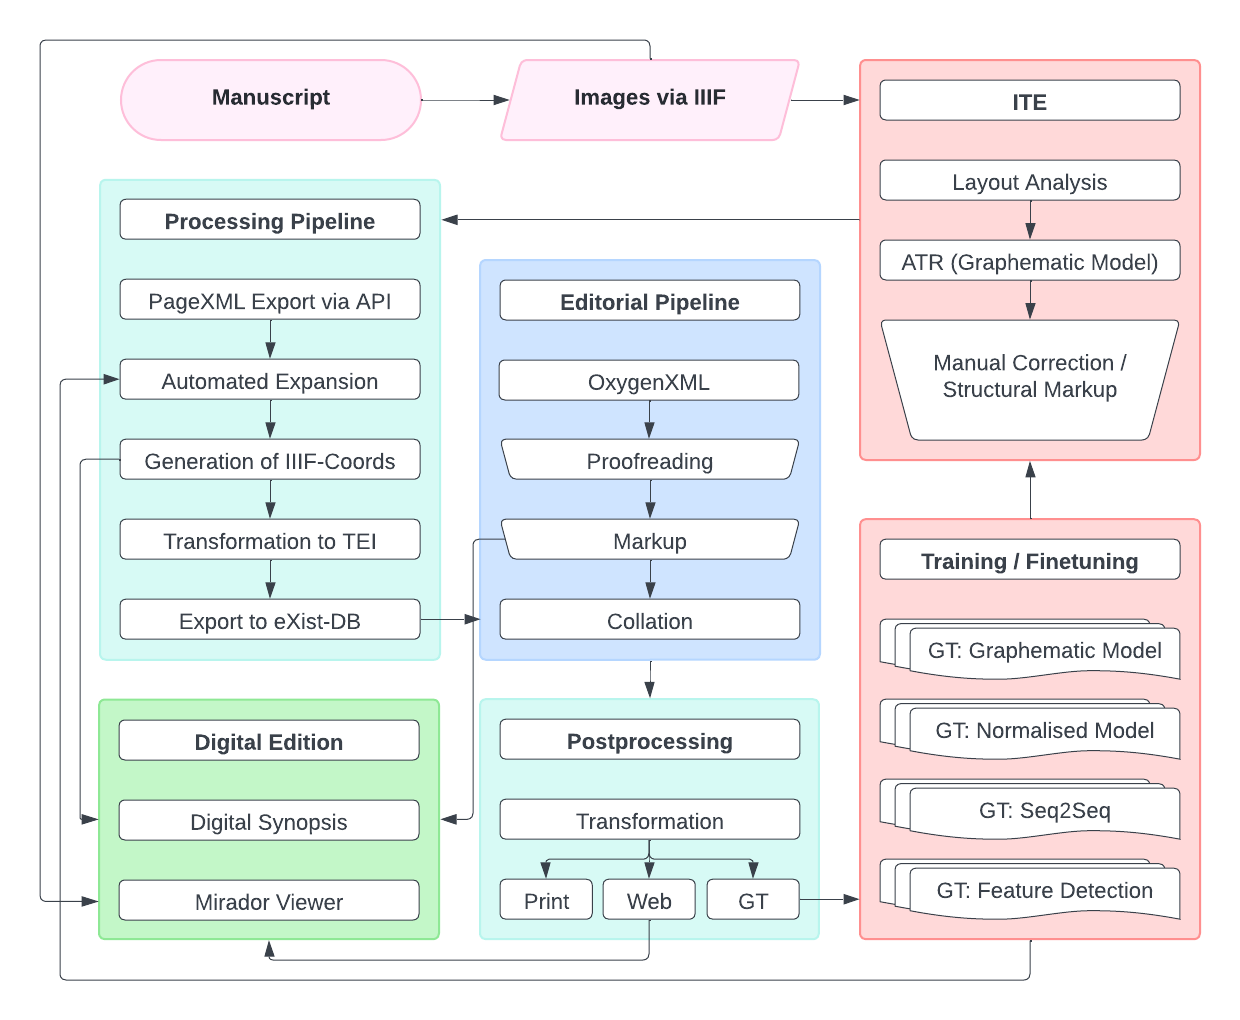 Manuscript
Images via IIIF
ITE
Layout Analysis
ATR (Graphematic Model)
Manual Correction /
Structural Markup
Processing Pipeline
PageXML Export via API
Automated Expansion
Generation of IIIF-Coords
Transformation to TEI
Export to eXist-DB
Editorial Pipeline
OxygenXML
Proofreading
Markup
Collation
Training / Finetuning
GT: Graphematic Model
GT: Normalised Model
GT: Seq2Seq
GT: Feature Detection
Digital Edition
Digital Synopsis
Mirador Viewer
Postprocessing
Transformation
Print
Web
GT